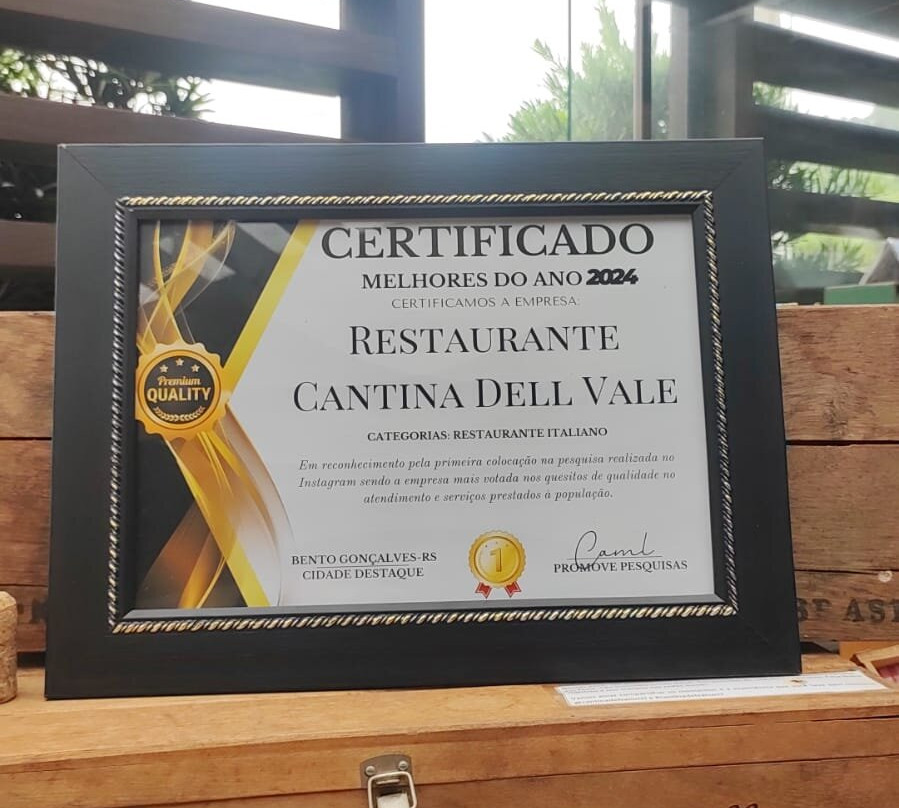 CERTIFICADO
MELHORES DO ANO 2024
CERTIFICAMOS A EMPRESA:
RESTAURANTE
CANTINA DELL VALE
Premium
QUALITY
CATEGORIAS: RESTAURANTE ITALIANO
Em reconhecimento pela primeira colocação na pesquisa realizada no
Instagram sendo a empresa mais votada nos quesitos de qualidade no
atendimento e serviços prestados à população.
BENTO GONÇALVES-RS
CIDADE DESTAQUE
1
PROMOVE PESQUISAS